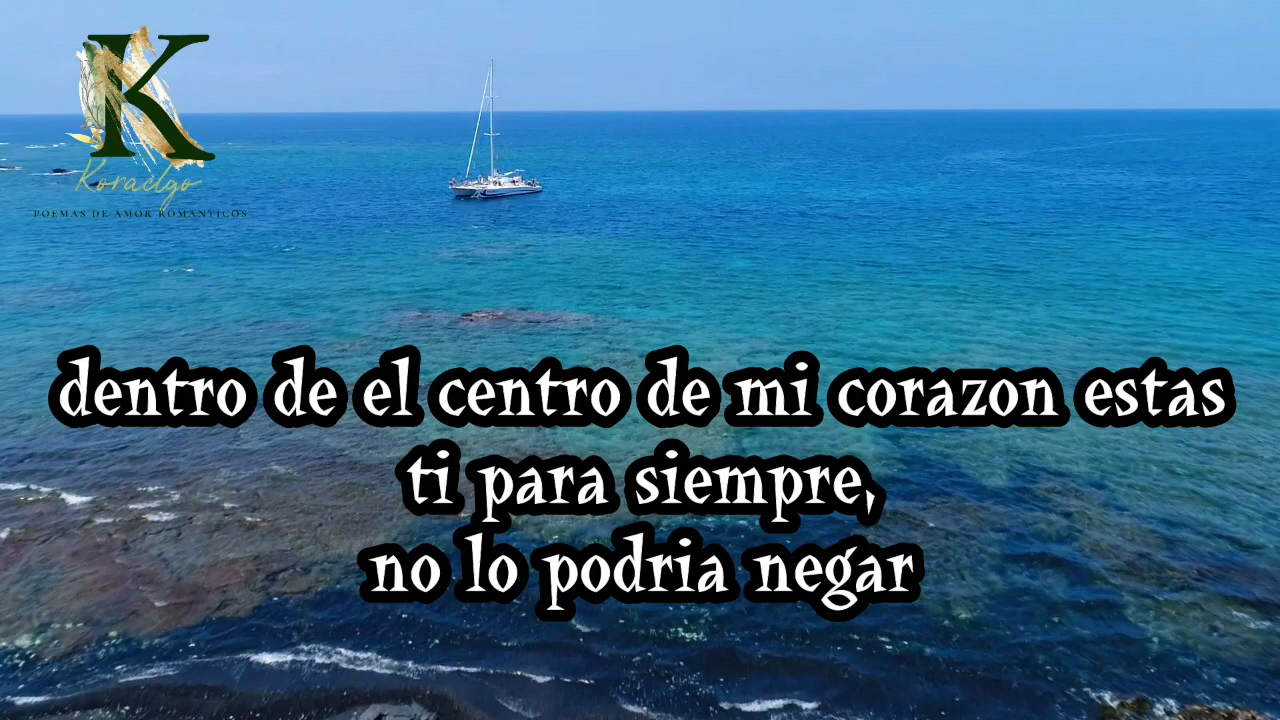 K
Koraelgo
POEMAS DE AMOR ROMANTICOS
dentro de el centro de mi corazon estas
ti para siempre,
no lo podria negar